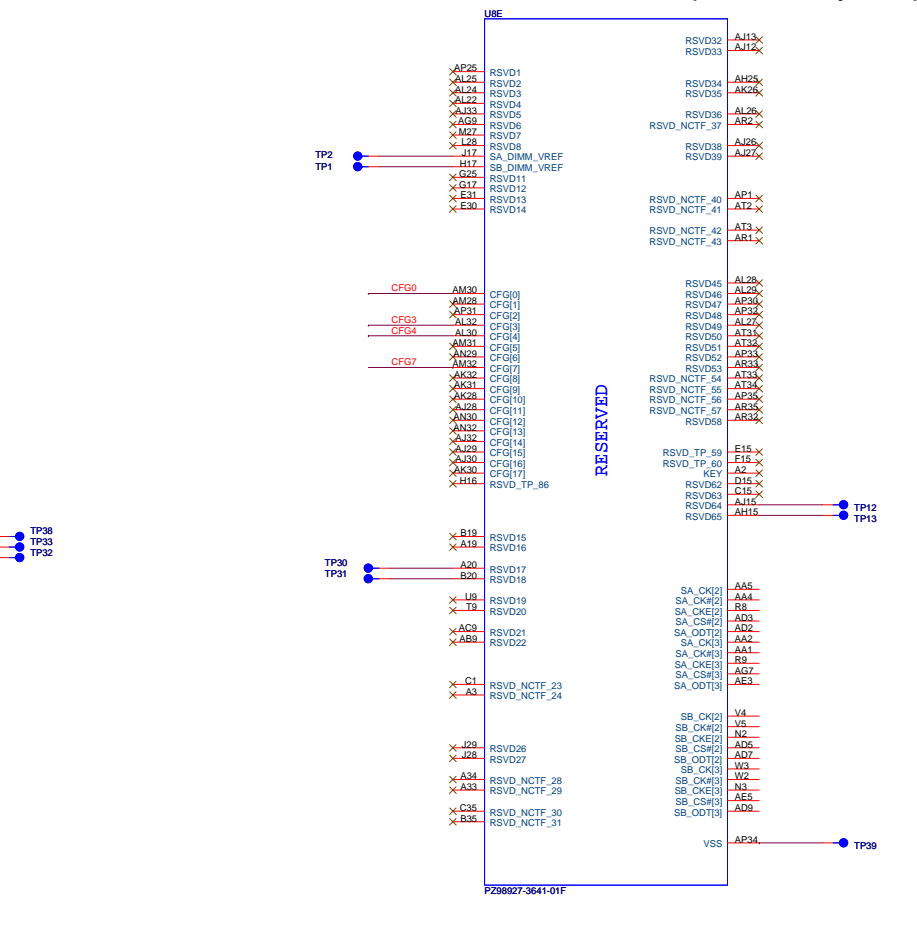 U8E
AP25 RSVD1
AL25 RSVD2
AL24 RSVD3
AL22 RSVD4
AJ33 RSVD5
AG9 RSVD6
M27 RSVD7
L28 RSVD8
TP2 J17 SA_DIMM_VREF
TP1 H17 SB_DIMM_VREF
G25 RSVD11
G17 RSVD12
E31 RSVD13
E30 RSVD14
CFG0 AM30 CFG[0]
AM28 CFG[1]
AP31 CFG[2]
CFG3 AL32 CFG[3]
CFG4 AL30 CFG[4]
AM31 CFG[5]
AN29 CFG[6]
CFG7 AM32 CFG[7]
AK32 CFG[8]
AK31 CFG[9]
AK28 CFG[10]
AJ28 CFG[11]
AN30 CFG[12]
AN32 CFG[13]
AJ32 CFG[14]
AJ29 CFG[15]
AJ30 CFG[16]
AK30 CFG[17]
H16 RSVD_TP_86
B19 RSVD15
A19 RSVD16
TP30 A20 RSVD17
TP31 B20 RSVD18
U9 RSVD19
T9 RSVD20
AC9 RSVD21
AB9 RSVD22
C1 RSVD_NCTF_23
A3 RSVD_NCTF_24
J29 RSVD26
J28 RSVD27
A34 RSVD_NCTF_28
A33 RSVD_NCTF_29
C35 RSVD_NCTF_30
B35 RSVD_NCTF_31
RESERVED
RSVD32 AJ13
RSVD33 AJ12
RSVD34 AH25
RSVD35 AK26
RSVD36 AL26
RSVD_NCTF_37 AR2
RSVD38 AJ26
RSVD39 AJ27
RSVD_NCTF_40 AP1
RSVD_NCTF_41 AT2
RSVD_NCTF_42 AT3
RSVD_NCTF_43 AR1
RSVD45 AL28
RSVD46 AL29
RSVD47 AP30
RSVD48 AP32
RSVD49 AL27
RSVD50 AT31
RSVD51 AT32
RSVD52 AP33
RSVD53 AR33
RSVD_NCTF_54 AT33
RSVD_NCTF_55 AT34
RSVD_NCTF_56 AP35
RSVD_NCTF_57 AR35
RSVD58 AR32
RSVD_TP_59 E15
RSVD_TP_60 F15
KEY A2
RSVD62 D15
RSVD63 C15
RSVD64 AJ15 TP12
RSVD65 AH15 TP13
SA_CK[2] AA5
SA_CK#[2] AA4
SA_CKE[2] R8
SA_CS#[2] AD3
SA_ODT[2] AD2
SA_CK[3] AA2
SA_CK#[3] AA1
SA_CKE[3] R9
SA_CS#[3] AG7
SA_ODT[3] AE3
SB_CK[2] V4
SB_CK#[2] V5
SB_CKE[2] N2
SB_CS#[2] AD5
SB_ODT[2] AD7
SB_CK[3] W3
SB_CK#[3] W2
SB_CKE[3] N3
SB_CS#[3] AE5
SB_ODT[3] AD9
VSS AP34 TP39
PZ98927-3641-01F
TP38
TP33
TP32